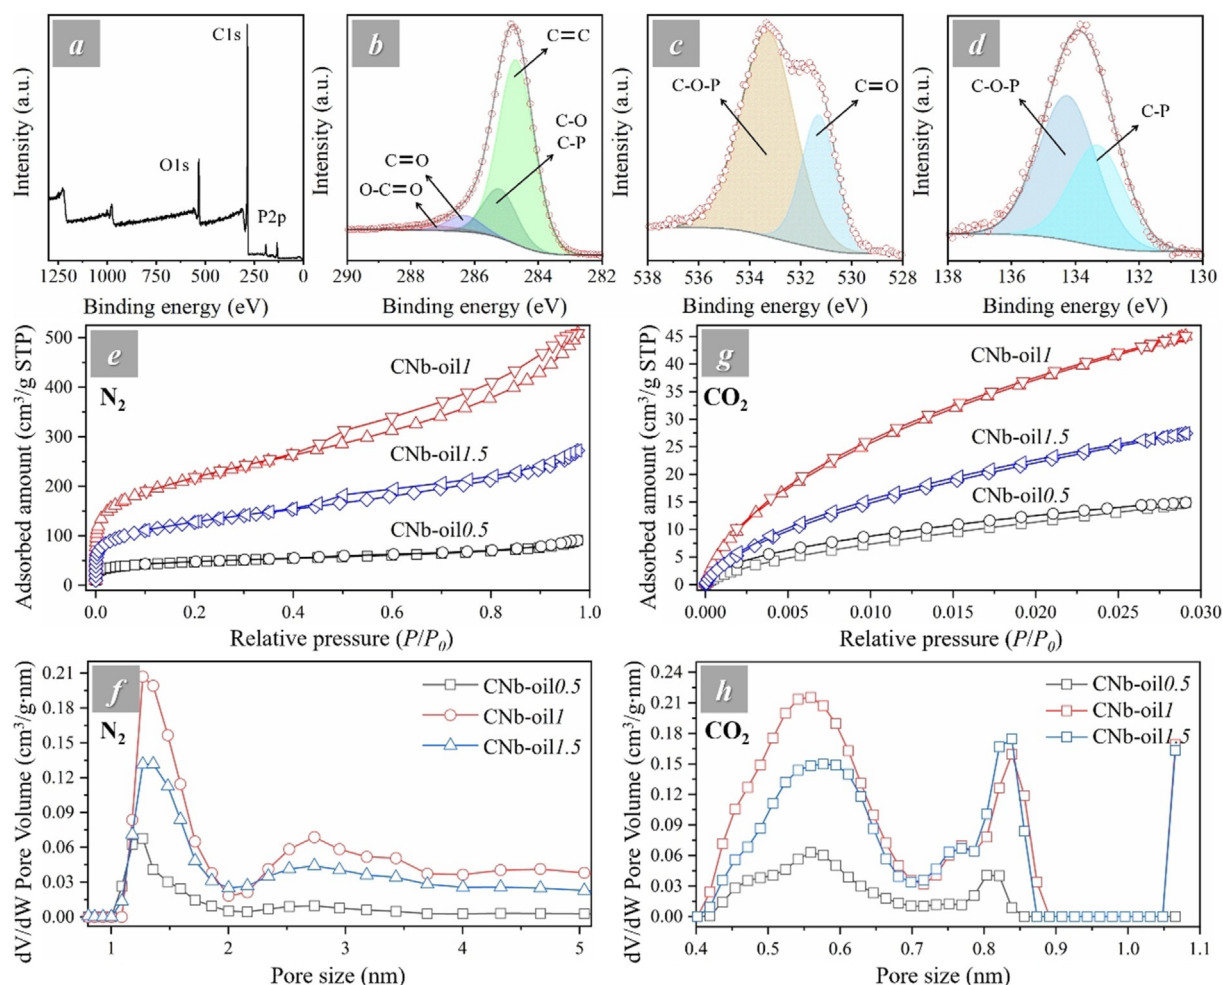 a
C1s
O1s
P2p
Intensity (a.u.)
1250 1000 750 500 250 0
Binding energy (eV)
b
C=C
C-O
C-P
C=O
O-C=O
Intensity (a.u.)
290 288 286 284 282
Binding energy (eV)
c
C-O-P
C=O
Intensity (a.u.)
538 536 534 532 530 528
Binding energy (eV)
d
C-O-P
C-P
Intensity (a.u.)
138 136 134 132 130
Binding energy (eV)
e
N2
CNb-oil1
CNb-oil1.5
CNb-oil0.5
Adsorbed amount (cm³/g STP)
500
400
300
200
100
0
0.0 0.2 0.4 0.6 0.8 1.0
Relative pressure (P/P0)
g
CO2
CNb-oil1
CNb-oil1.5
CNb-oil0.5
Adsorbed amount (cm³/g STP)
45
40
35
30
25
20
15
10
5
0
0.000 0.005 0.010 0.015 0.020 0.025 0.030
Relative pressure (P/P0)
f
N2
CNb-oil0.5
CNb-oil1
CNb-oil1.5
dV/dW Pore Volume (cm³/g·nm)
0.21
0.18
0.15
0.12
0.09
0.06
0.03
0.00
1 2 3 4 5
Pore size (nm)
h
CO2
CNb-oil0.5
CNb-oil1
CNb-oil1.5
dV/dW Pore Volume (cm³/g·nm)
0.24
0.21
0.18
0.15
0.12
0.09
0.06
0.03
0.00
0.4 0.5 0.6 0.7 0.8 0.9 1.0 1.1
Pore size (nm)